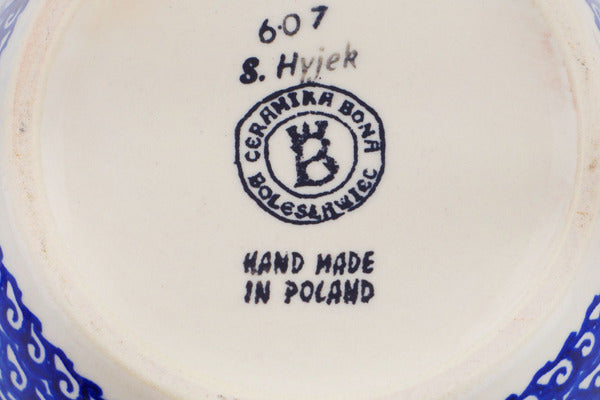 607
S. Hyjek
CERAMIKA BONA
B
BOLESŁAWIEC
HAND MADE
IN POLAND